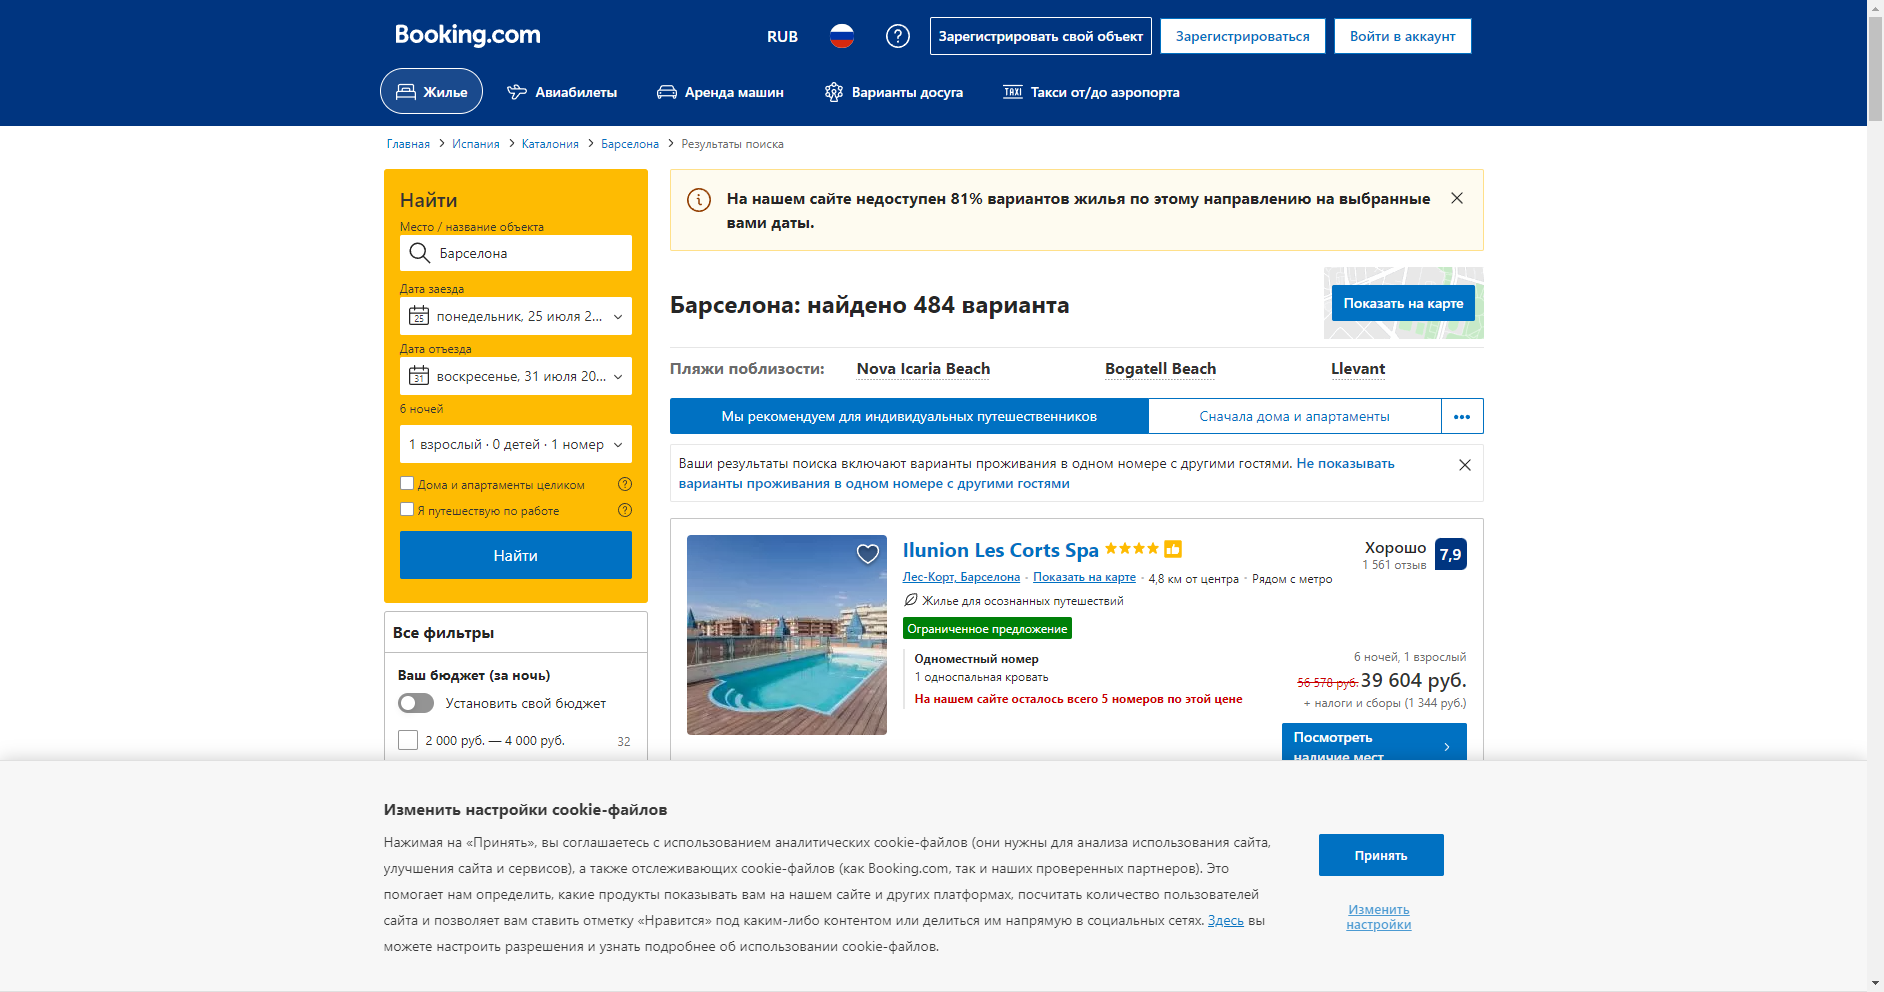 Booking.com
RUB
?
Зарегистрировать свой объект
Зарегистрироваться
Войти в аккаунт
Жилье
Авиабилеты
Аренда машин
Варианты досуга
TAXI
Такси от/до аэропорта
Главная > Испания > Каталония > Барселона > Результаты поиска
Найти
Место / название объекта
Барселона
Дата заезда
25
понедельник, 25 июля 2...
Дата отъезда
31
воскресенье, 31 июля 20...
6 ночей
1 взрослый · 0 детей · 1 номер
Дома и апартаменты целиком
?
Я путешествую по работе
?
Найти
Все фильтры
Ваш бюджет (за ночь)
Установить свой бюджет
2 000 руб. — 4 000 руб.
32
На нашем сайте недоступен 81% вариантов жилья по этому направлению на выбранные
вами даты.
Барселона: найдено 484 варианта
Показать на карте
Пляжи поблизости:
Nova Icaria Beach
Bogatell Beach
Llevant
Мы рекомендуем для индивидуальных путешественников
Сначала дома и апартаменты
•••
Ваши результаты поиска включают варианты проживания в одном номере с другими гостями. Не показывать
варианты проживания в одном номере с другими гостями
Ilunion Les Corts Spa
Хорошо
1 561 отзыв
7,9
Лес-Корт, Барселона · Показать на карте · 4,8 км от центра · Рядом с метро
Жилье для осознанных путешествий
Ограниченное предложение
Одноместный номер
1 односпальная кровать
На нашем сайте осталось всего 5 номеров по этой цене
6 ночей, 1 взрослый
56 578 руб. 39 604 руб.
+ налоги и сборы (1 344 руб.)
Посмотреть
наличие мест
Изменить настройки cookie-файлов
Нажимая на «Принять», вы соглашаетесь с использованием аналитических cookie-файлов (они нужны для анализа использования сайта,
улучшения сайта и сервисов), а также отслеживающих cookie-файлов (как Booking.com, так и наших проверенных партнеров). Это
помогает нам определить, какие продукты показывать вам на нашем сайте и других платформах, посчитать количество пользователей
сайта и позволяет вам ставить отметку «Нравится» под каким-либо контентом или делиться им напрямую в социальных сетях. Здесь вы
можете настроить разрешения и узнать подробнее об использовании cookie-файлов.
Принять
Изменить
настройки